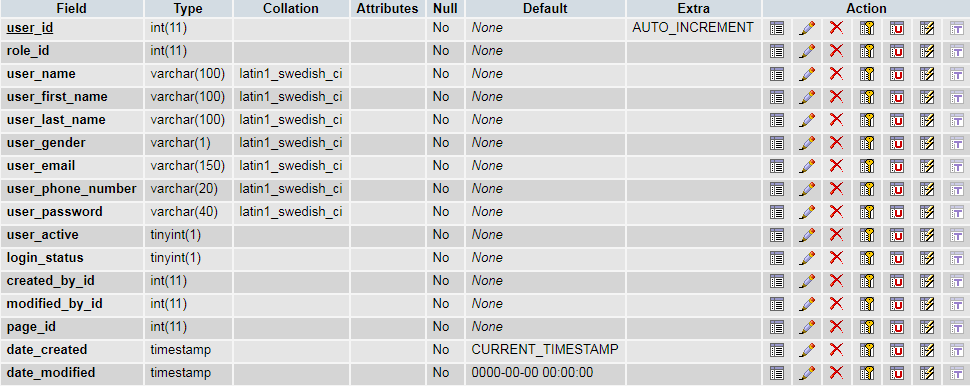 Field Type Collation Attributes Null Default Extra Action
user_id int(11) No None AUTO_INCREMENT
role_id int(11) No None
user_name varchar(100) latin1_swedish_ci No None
user_first_name varchar(100) latin1_swedish_ci No None
user_last_name varchar(100) latin1_swedish_ci No None
user_gender varchar(1) latin1_swedish_ci No None
user_email varchar(150) latin1_swedish_ci No None
user_phone_number varchar(20) latin1_swedish_ci No None
user_password varchar(40) latin1_swedish_ci No None
user_active tinyint(1) No None
login_status tinyint(1) No None
created_by_id int(11) No None
modified_by_id int(11) No None
page_id int(11) No None
date_created timestamp No CURRENT_TIMESTAMP
date_modified timestamp No 0000-00-00 00:00:00